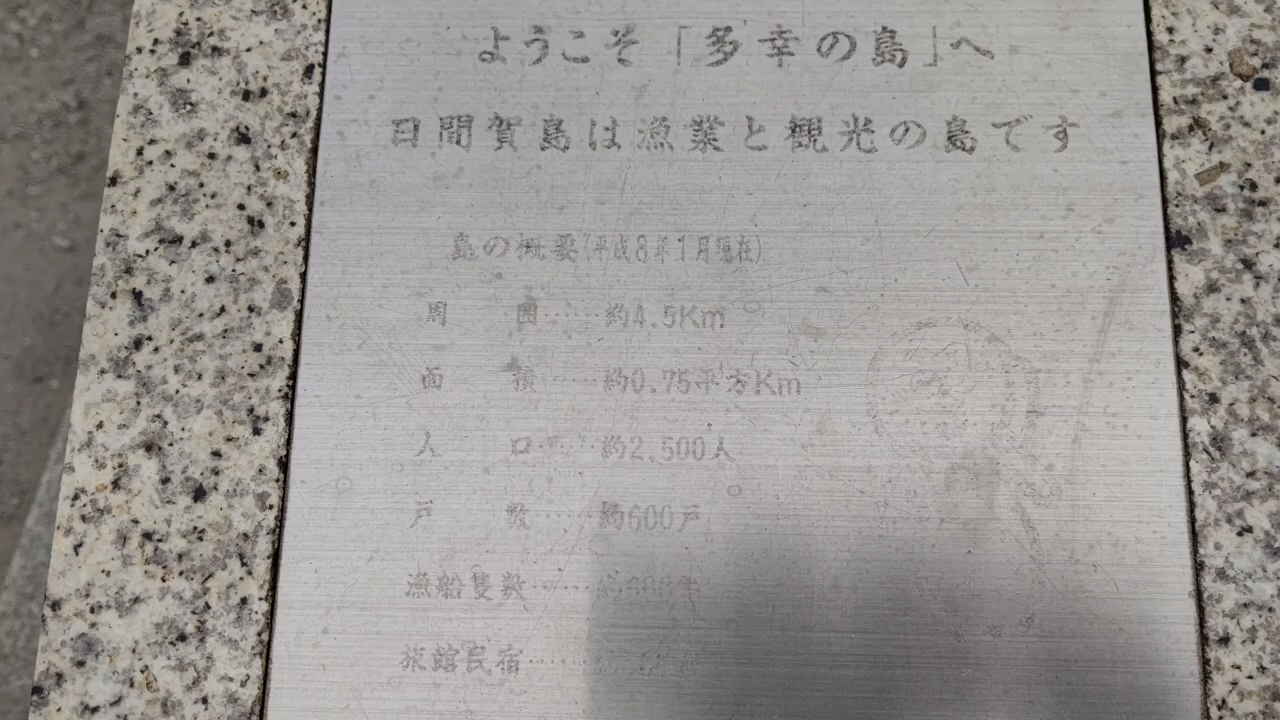 ようこそ「多幸の島」へ
日間賀島は漁業と観光の島です
島の概要(平成8年1月現在)
周 囲……約4.5Km
面 積……約0.75平方Km
人 口……約2,500人
戸 数……約600戸
漁船隻数……
旅館民宿……